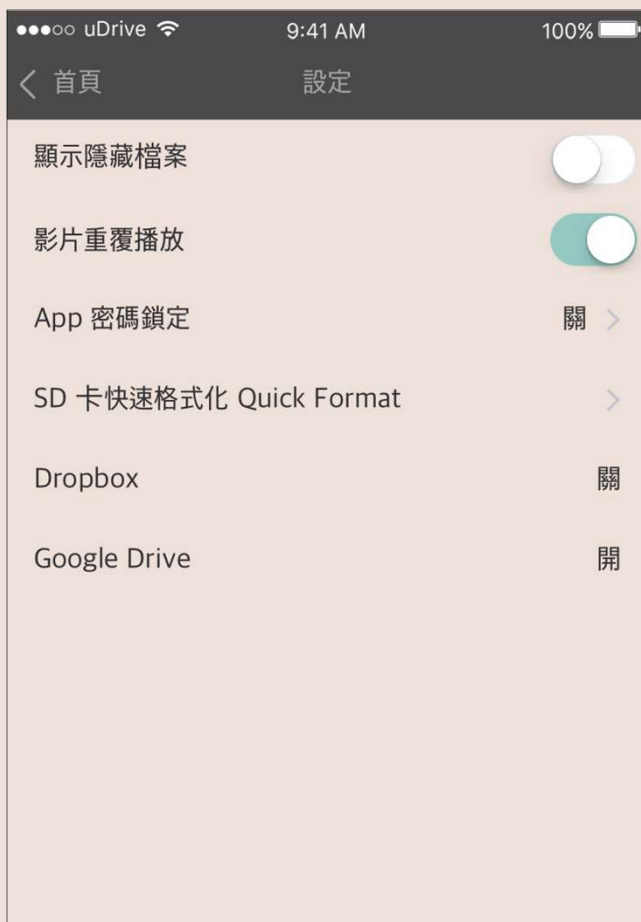 uDrive 9:41 AM 100%
首頁 設定
顯示隱藏檔案
影片重覆播放
App 密碼鎖定 關
SD 卡快速格式化 Quick Format
Dropbox 關
Google Drive 開